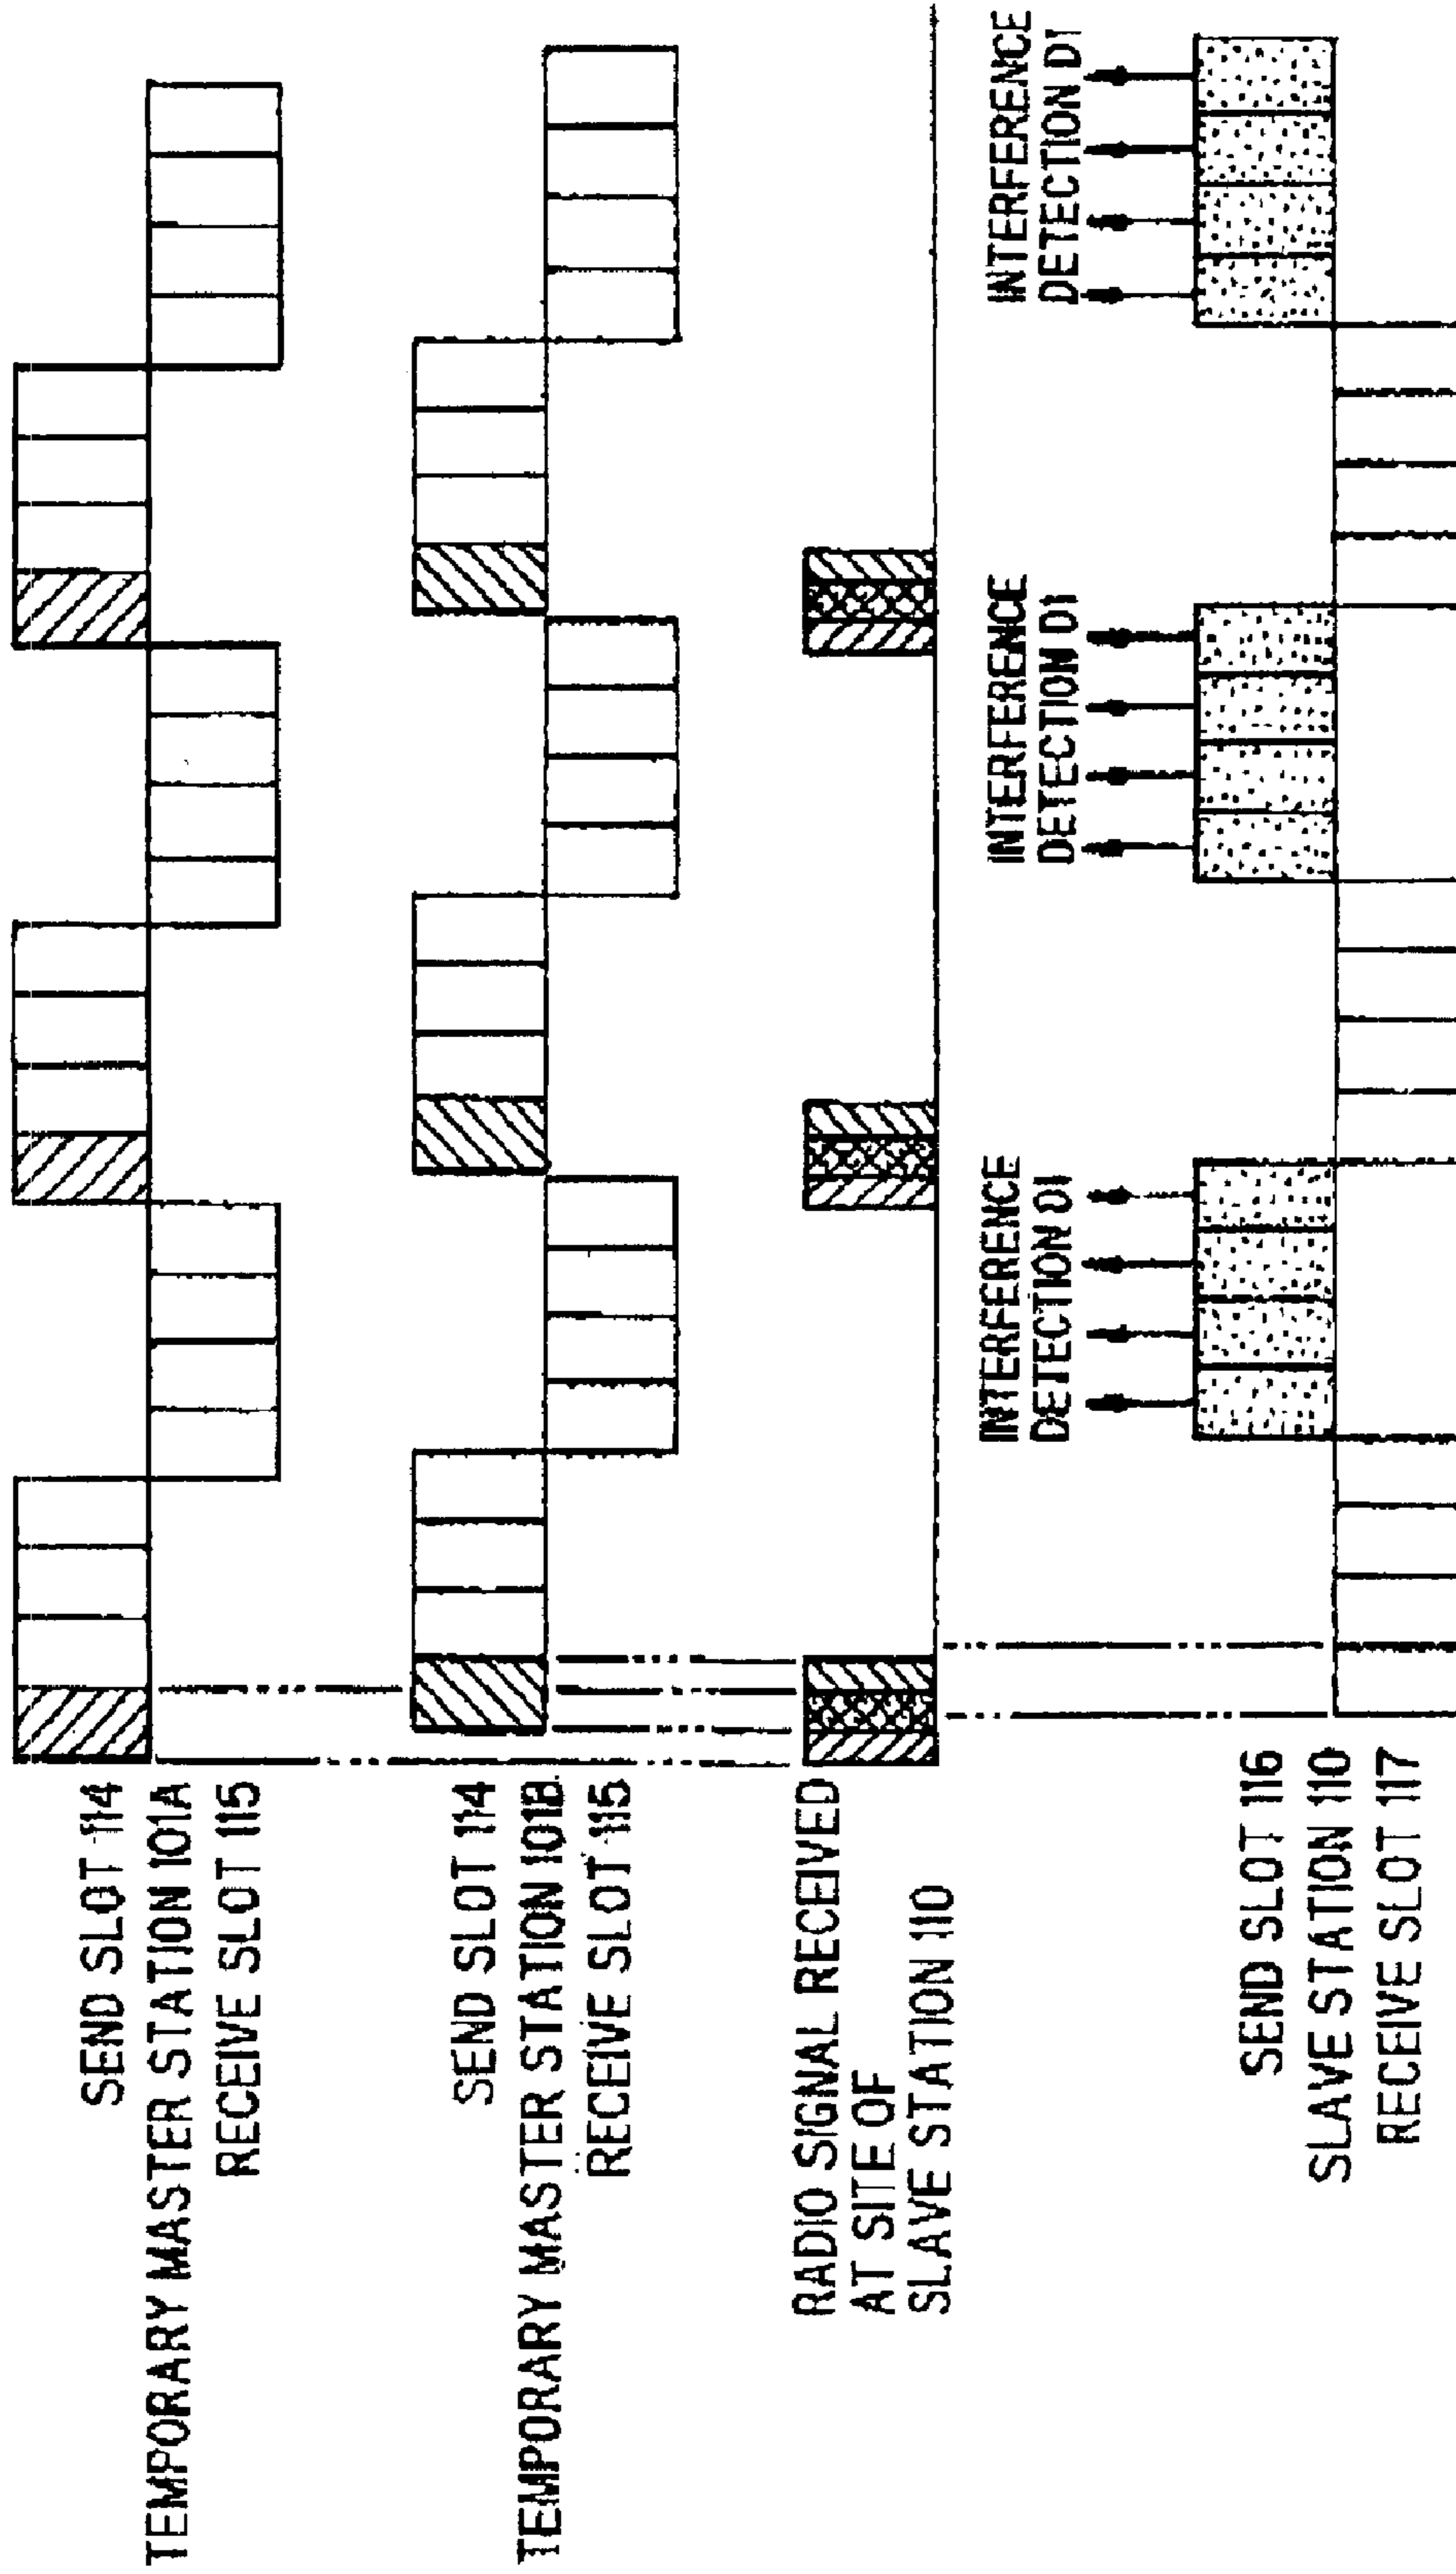 SEND SLOT 114
TEMPORARY MASTER STATION 101A
RECEIVE SLOT 115
SEND SLOT 114
TEMPORARY MASTER STATION 101B
RECEIVE SLOT 115
RADIO SIGNAL RECEIVED
AT SITE OF
SLAVE STATION 110
INTERFERENCE
DETECTION DI
INTERFERENCE
DETECTION DI
INTERFERENCE
DETECTION DI
SEND SLOT 116
SLAVE STATION 110
RECEIVE SLOT 117